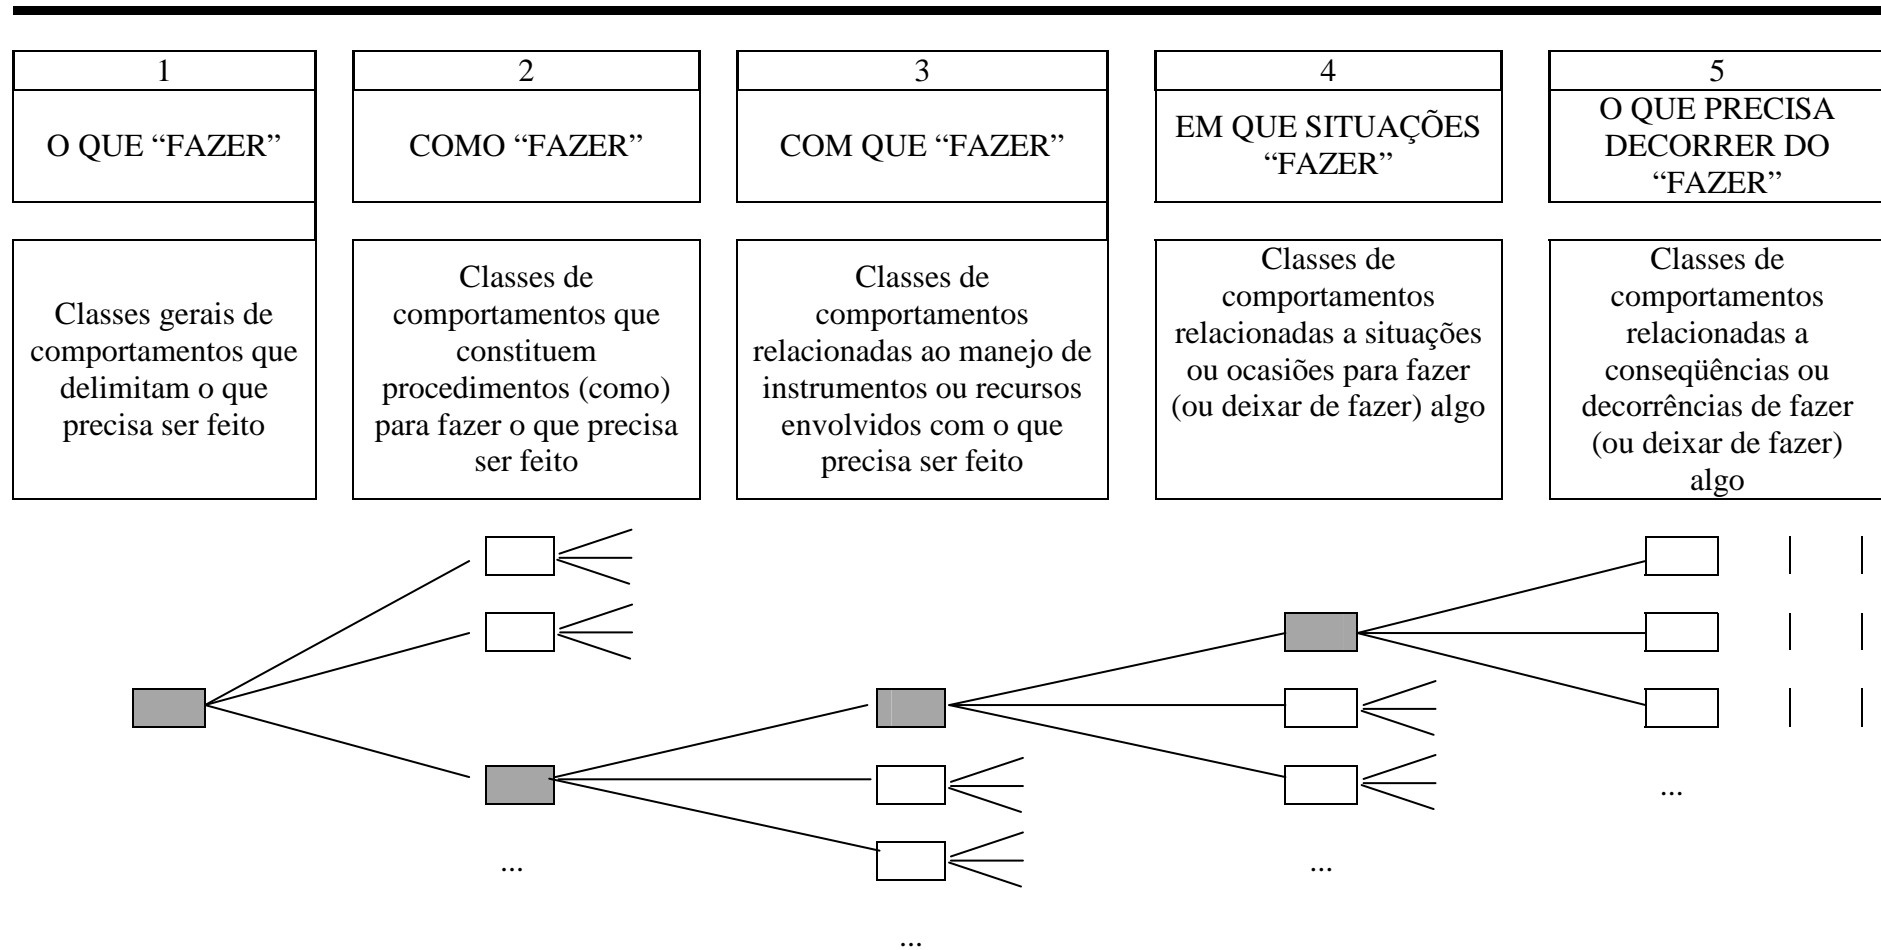 1
O QUE “FAZER”
2
COMO “FAZER”
3
COM QUE “FAZER”
4
EM QUE SITUAÇÕES
“FAZER”
5
O QUE PRECISA
DECORRER DO
“FAZER”
Classes gerais de
comportamentos que
delimitam o que
precisa ser feito
Classes de
comportamentos que
constituem
procedimentos (como)
para fazer o que precisa
ser feito
Classes de
comportamentos
relacionadas ao manejo de
instrumentos ou recursos
envolvidos com o que
precisa ser feito
Classes de
comportamentos
relacionadas a situações
ou ocasiões para fazer
(ou deixar de fazer) algo
Classes de
comportamentos
relacionadas a
conseqüências ou
decorrências de fazer
(ou deixar de fazer)
algo
...
...
...
...